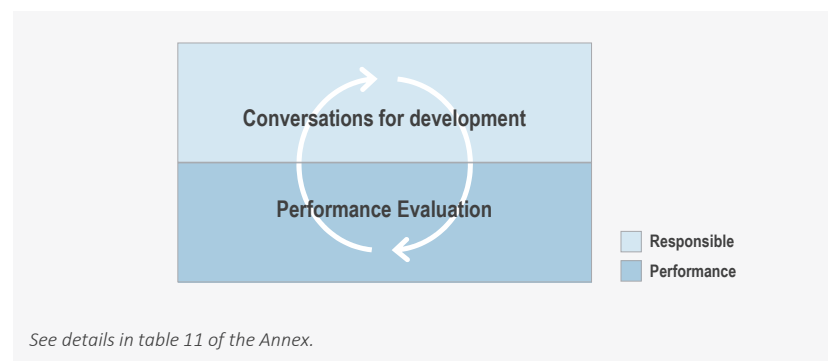 Conversations for development
Performance Evaluation
Responsible
Performance
See details in table 11 of the Annex.